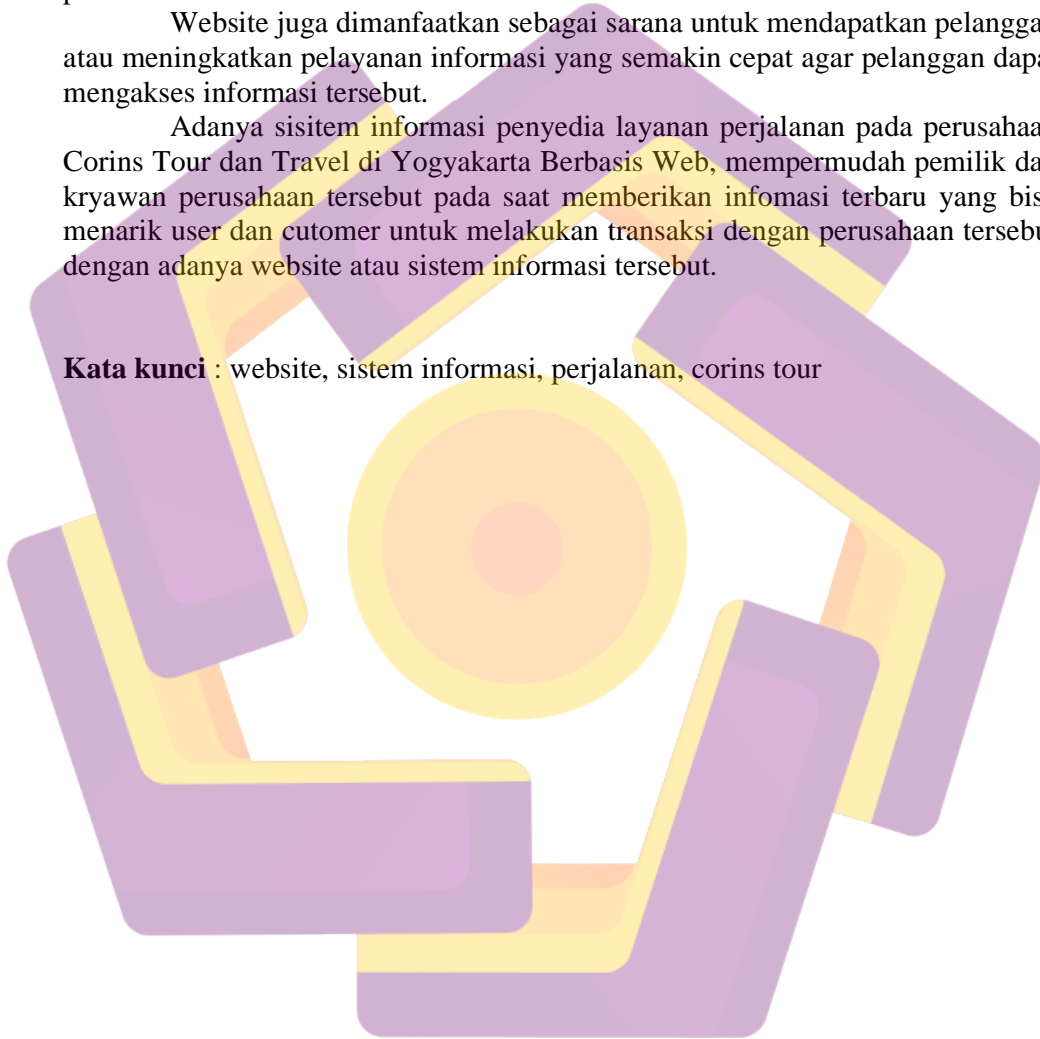 Website juga dimanfaatkan sebagai sarana untuk mendapatkan pelangga
atau meningkatkan pelayanan informasi yang semakin cepat agar pelanggan dapa
mengakses informasi tersebut.
Adanya sisitem informasi penyedia layanan perjalanan pada perusahaa
Corins Tour dan Travel di Yogyakarta Berbasis Web, mempermudah pemilik da
kryawan perusahaan tersebut pada saat memberikan infomasi terbaru yang bis
menarik user dan cutomer untuk melakukan transaksi dengan perusahaan tersebu
dengan adanya website atau sistem informasi tersebut.
Kata kunci : website, sistem informasi, perjalanan, corins tour